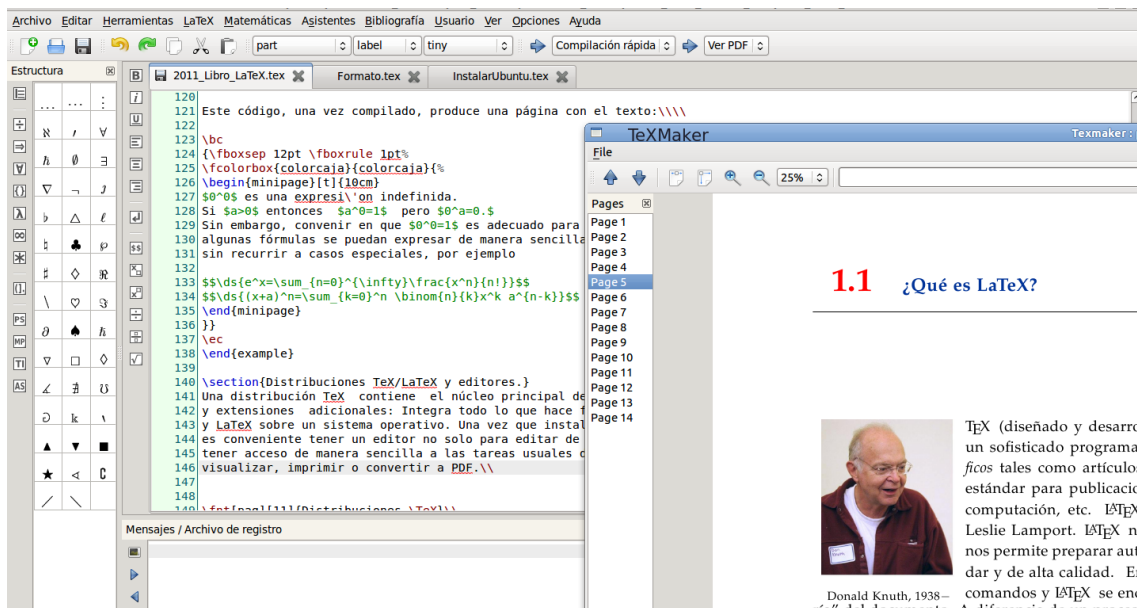 Archivo Editar Herramientas LaTeX Matemáticas Asistentes Bibliografía Usuario Ver Opciones Ayuda
part label tiny Compilación rápida Ver PDF
Estructura
2011_Libro_LaTeX.tex Formato.tex InstalarUbuntu.tex
120
121 Este código, una vez compilado, produce una página con el texto:\\\\
122
123 \bc
124 {\fboxsep 12pt \fboxrule 1pt%
125 \fcolorbox{colorcaja}{colorcaja}{%
126 \begin{minipage}[t]{10cm}
127 $0^0$ es una expresi\'on indefinida.
128 Si $a>0$ entonces $a^0=1$ pero $0^a=0.$
129 Sin embargo, convenir en que $0^0=1$ es adecuado para
130 algunas fórmulas se puedan expresar de manera sencilla
131 sin recurrir a casos especiales, por ejemplo
132
133 $$\ds{e^x=\sum_{n=0}^{\infty}\frac{x^n}{n!}}$$
134 $$\ds{(x+a)^n=\sum_{k=0}^n \binom{n}{k}x^k a^{n-k}}$$
135 \end{minipage}
136 }}
137 \ec
138 \end{example}
139
140 \section{Distribuciones TeX/LaTeX y editores.}
141 Una distribución TeX contiene el núcleo principal de
142 y extensiones adicionales: Integra todo lo que hace f
143 y LaTeX sobre un sistema operativo. Una vez que instal
144 es conveniente tener un editor no solo para editar de
145 tener acceso de manera sencilla a las tareas usuales d
146 visualizar, imprimir o convertir a PDF.\\
147
148
149 \fnt[pag][11]{Distribuciones \TeX}\\
Mensajes / Archivo de registro
TeXMaker
Texmaker :
File
25%
Pages
Page 1
Page 2
Page 3
Page 4
Page 5
Page 6
Page 7
Page 8
Page 9
Page 10
Page 11
Page 12
Page 13
Page 14
1.1 ¿Qué es LaTeX?
TEX (diseñado y desarro
un sofisticado programa
ficos tales como artículos
estándar para publicacio
computación, etc. LATEX
Leslie Lamport. LATEX n
nos permite preparar aut
dar y de alta calidad. En
comandos y LATEX se enc
Donald Knuth, 1938–